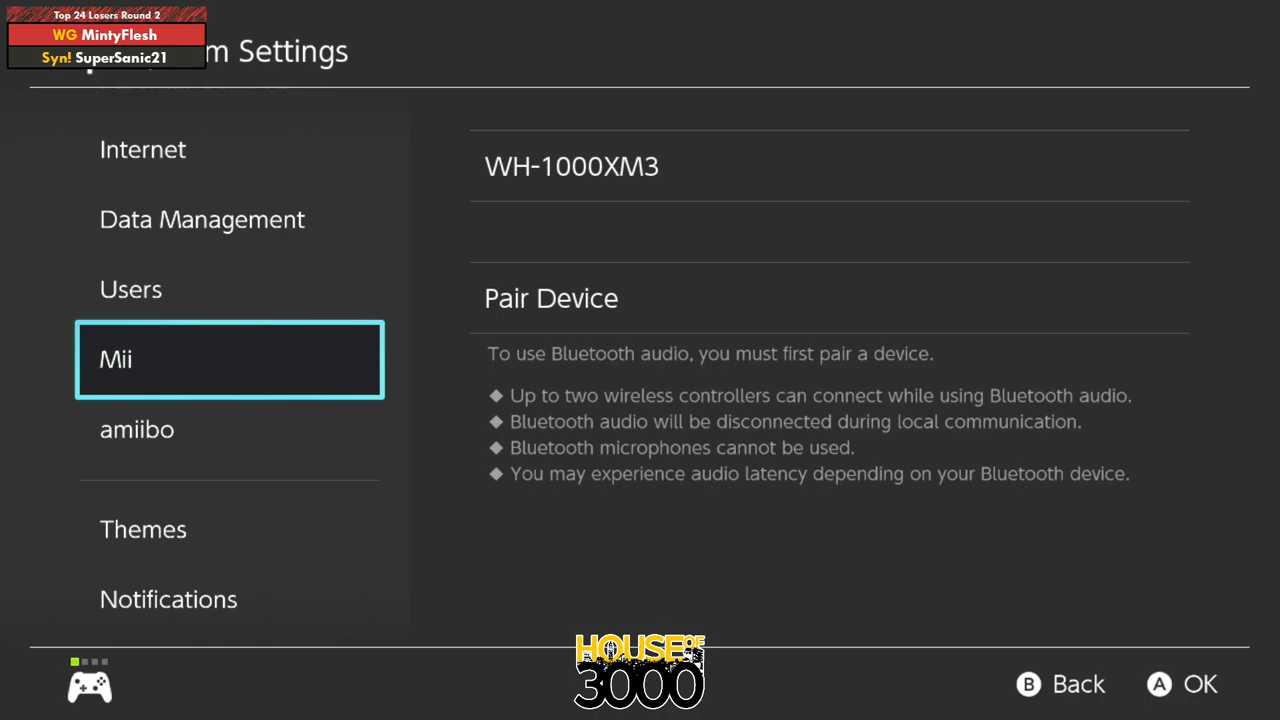 Top 24 Losers Round 2
WG MintyFlesh
Syn! SuperSanic21
m Settings
Internet
Data Management
Users
Mii
amiibo
Themes
Notifications
WH-1000XM3
Pair Device
To use Bluetooth audio, you must first pair a device.
◆ Up to two wireless controllers can connect while using Bluetooth audio.
◆ Bluetooth audio will be disconnected during local communication.
◆ Bluetooth microphones cannot be used.
◆ You may experience audio latency depending on your Bluetooth device.
HOUSE OF
3000
B Back
A OK